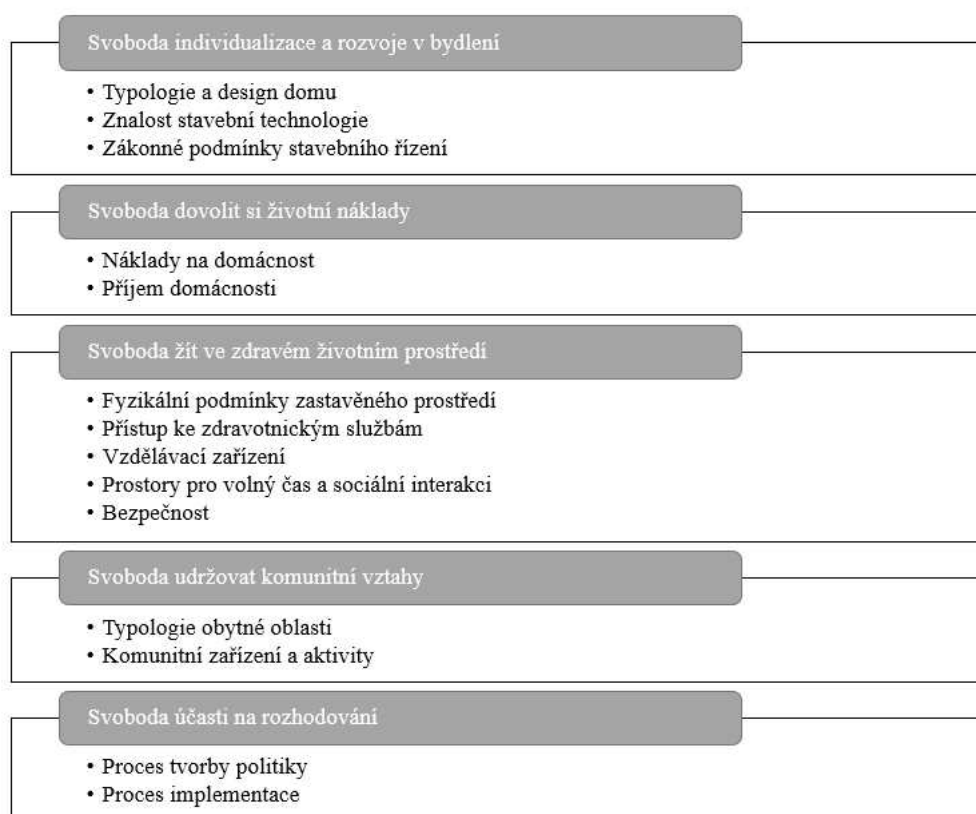 Svoboda individualizace a rozvoje v bydlení
• Typologie a design domu
• Znalost stavební technologie
• Zákonné podmínky stavebního řízení
Svoboda dovolit si životní náklady
• Náklady na domácnost
• Příjem domácnosti
Svoboda žít ve zdravém životním prostředí
• Fyzikální podmínky zastavěného prostředí
• Přístup ke zdravotnickým službám
• Vzdělávací zařízení
• Prostory pro volný čas a sociální interakci
• Bezpečnost
Svoboda udržovat komunitní vztahy
• Typologie obytné oblasti
• Komunitní zařízení a aktivity
Svoboda účasti na rozhodování
• Proces tvorby politiky
• Proces implementace